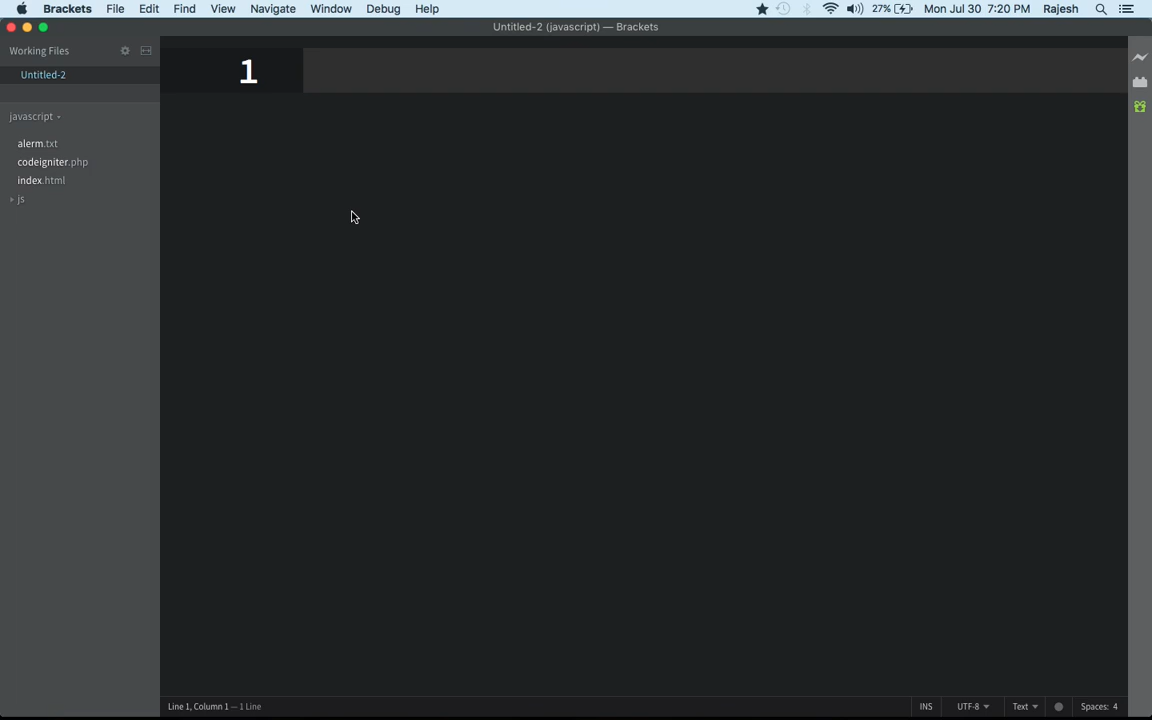 Brackets File Edit Find View Navigate Window Debug Help 27% Mon Jul 30 7:20 PM Rajesh
Untitled-2 (javascript) — Brackets
Working Files
Untitled-2
1
javascript
alerm.txt
codeigniter.php
index.html
js
Line 1, Column 1 — 1 Line INS UTF-8 Text Spaces: 4